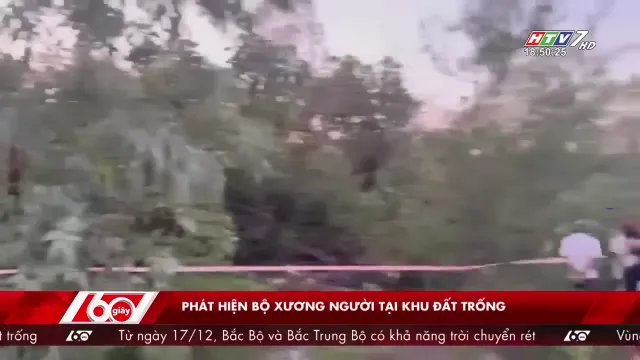 HTV7 HD
18:50:25
60 giây
PHÁT HIỆN BỘ XƯƠNG NGƯỜI TẠI KHU ĐẤT TRỐNG
t trống 60 Từ ngày 17/12, Bắc Bộ và Bắc Trung Bộ có khả năng trời chuyển rét 60 Vùn